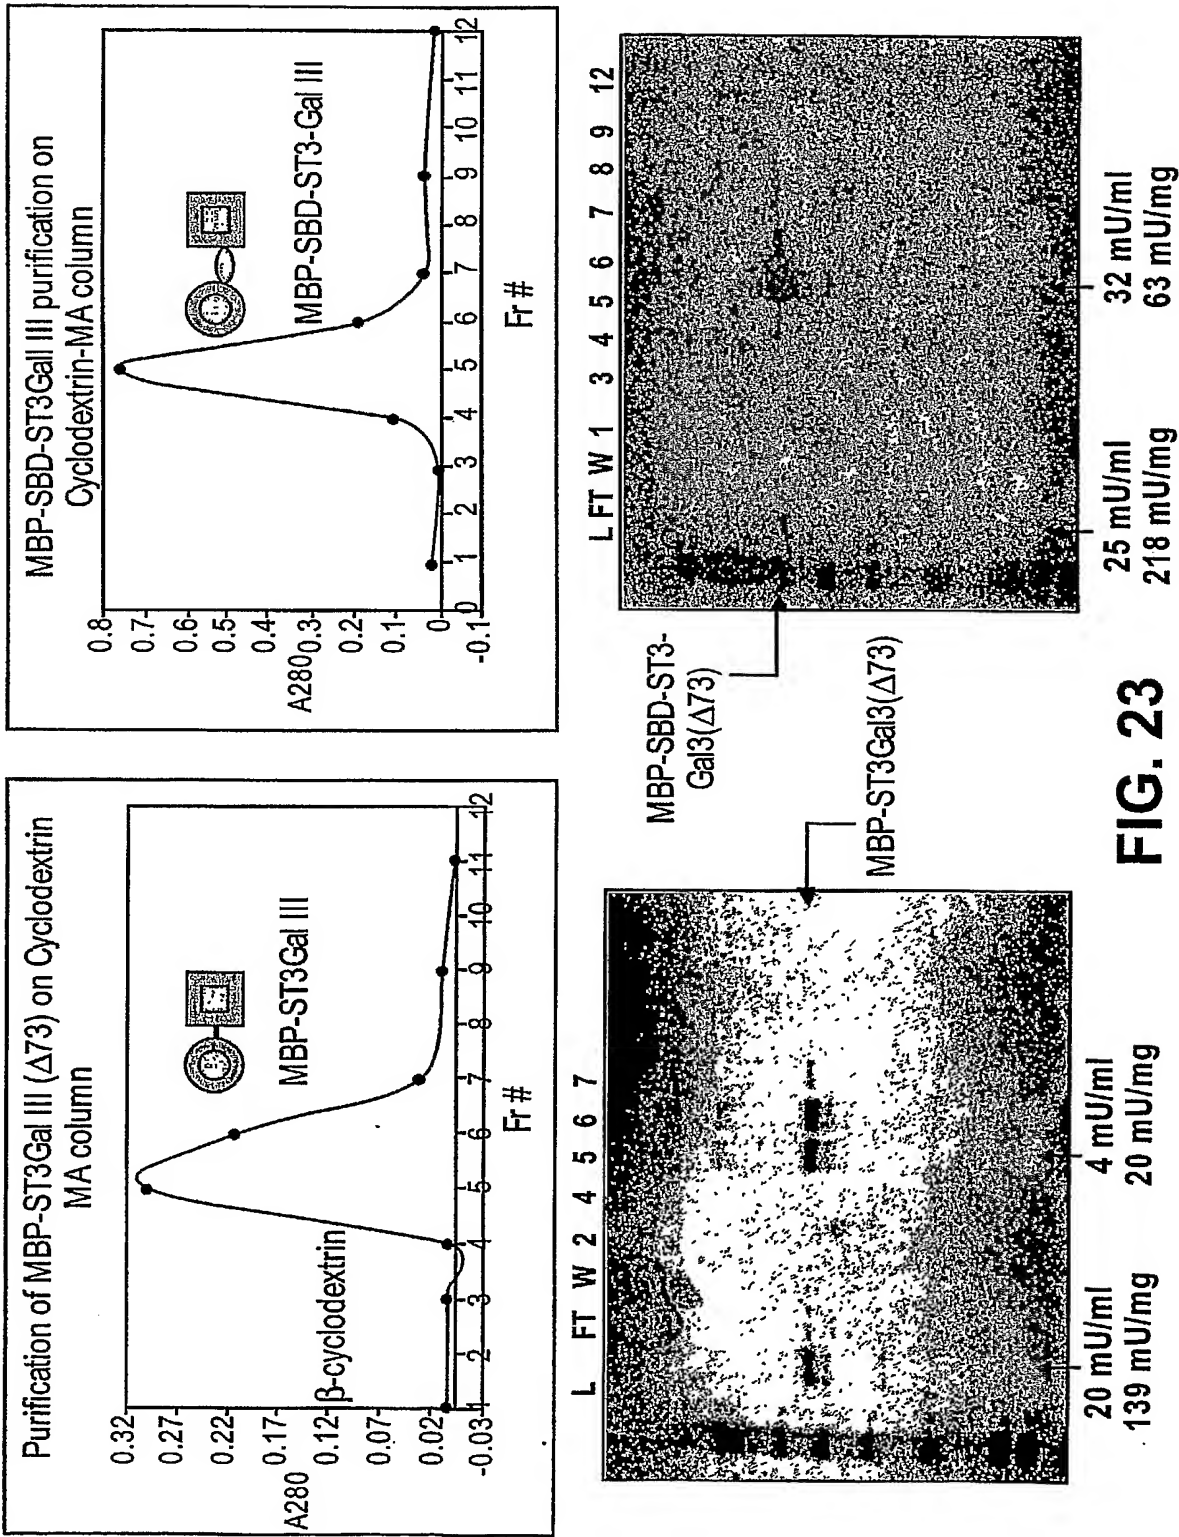 Purification of MBP-ST3Gal III (Δ73) on Cyclodextrin
MA column
0.32
0.27
0.22
0.17
0.12
0.07
0.02
-0.03
A280
β-cyclodextrin
MBP-ST3Gal III
1 2 3 4 5 6 7 8 9 10 11 12
Fr #
MBP-SBD-ST3Gall III purification on
Cyclodextrin-MA column
0.8
0.7
0.6
0.5
0.4
0.3
0.2
0.1
0
-0.1
A280
MBP-SBD-ST3-Gal III
0 1 2 3 4 5 6 7 8 9 10 11 12
Fr #
L FT W 2 4 5 6 7
20 mU/ml
139 mU/mg
4 mU/ml
20 mU/mg
MBP-SBD-ST3-
Gal3(Δ73)
MBP-ST3Gal3(Δ73)
L FT W 1 3 4 5 6 7 8 9 12
25 mU/ml
218 mU/mg
32 mU/ml
63 mU/mg
FIG. 23